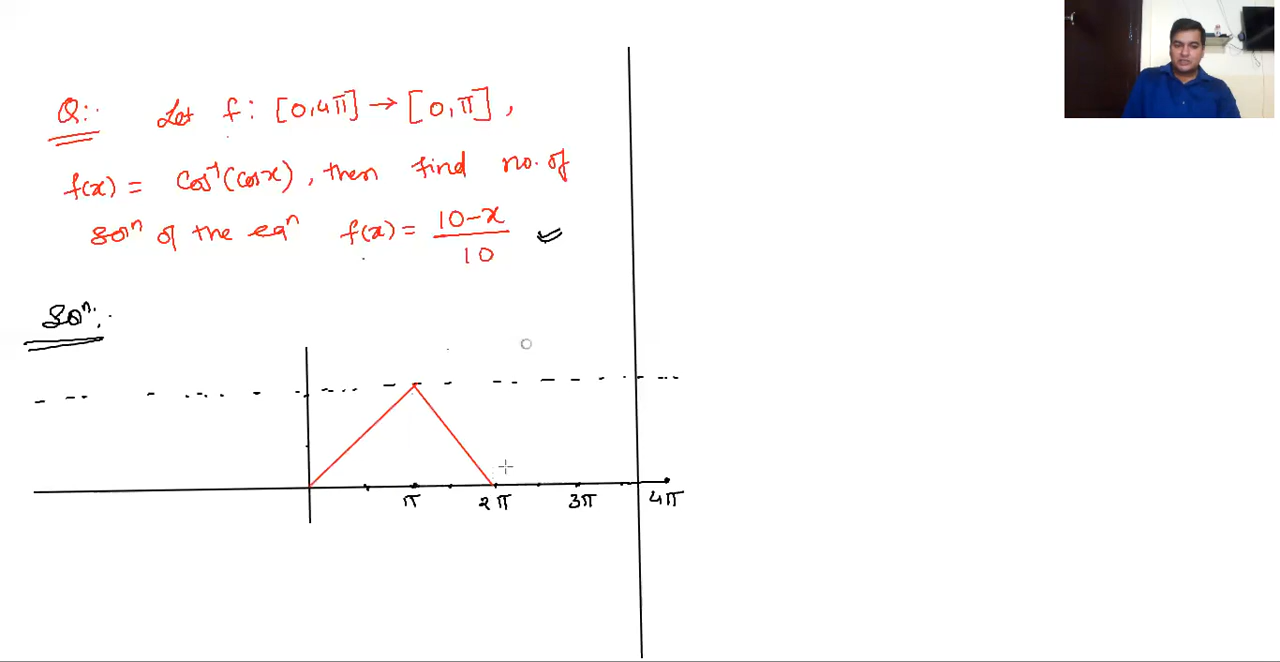 Q:- Let f: [0,4π] → [0,π],
f(x) = Cos⁻¹(Cosx), then find no. of
Solⁿ of the eqⁿ f(x) = (10-x)/10
Solⁿ:-
π 2π 3π 4π